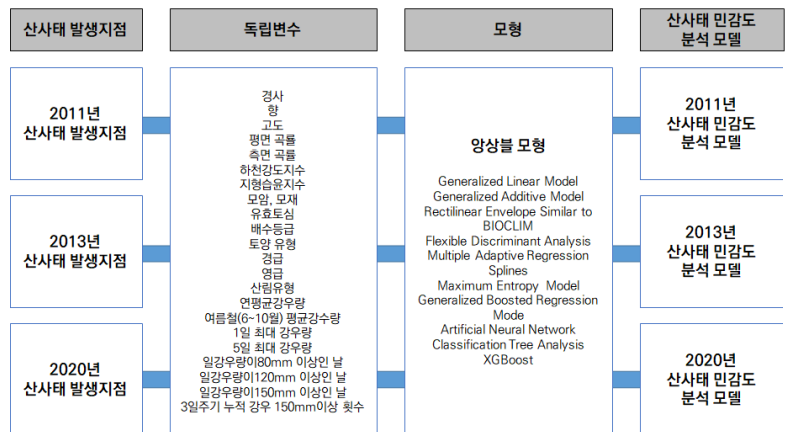 산사태 발생지점
독립변수
모형
산사태 민감도
분석 모델
2011년
산사태 발생지점
2013년
산사태 발생지점
2020년
산사태 발생지점
경사
향
고도
평면 곡률
측면 곡률
하천강도지수
지형습윤지수
모암, 모재
유효토심
배수등급
토양 유형
경급
영급
산림유형
연평균강우량
여름철(6~10월) 평균강수량
1일 최대 강우량
5일 최대 강우량
일강우량이80mm 이상인 날
일강우량이120mm 이상인 날
일강우량이150mm 이상인 날
3일주기 누적 강우 150mm이상 횟수
앙상블 모형
Generalized Linear Model
Generalized Additive Model
Rectilinear Envelope Similar to
BIOCLIM
Flexible Discriminant Analysis
Multiple Adaptive Regression
Splines
Maximum Entropy Model
Generalized Boosted Regression
Mode
Artificial Neural Network
Classification Tree Analysis
XGBoost
2011년
산사태 민감도
분석 모델
2013년
산사태 민감도
분석 모델
2020년
산사태 민감도
분석 모델